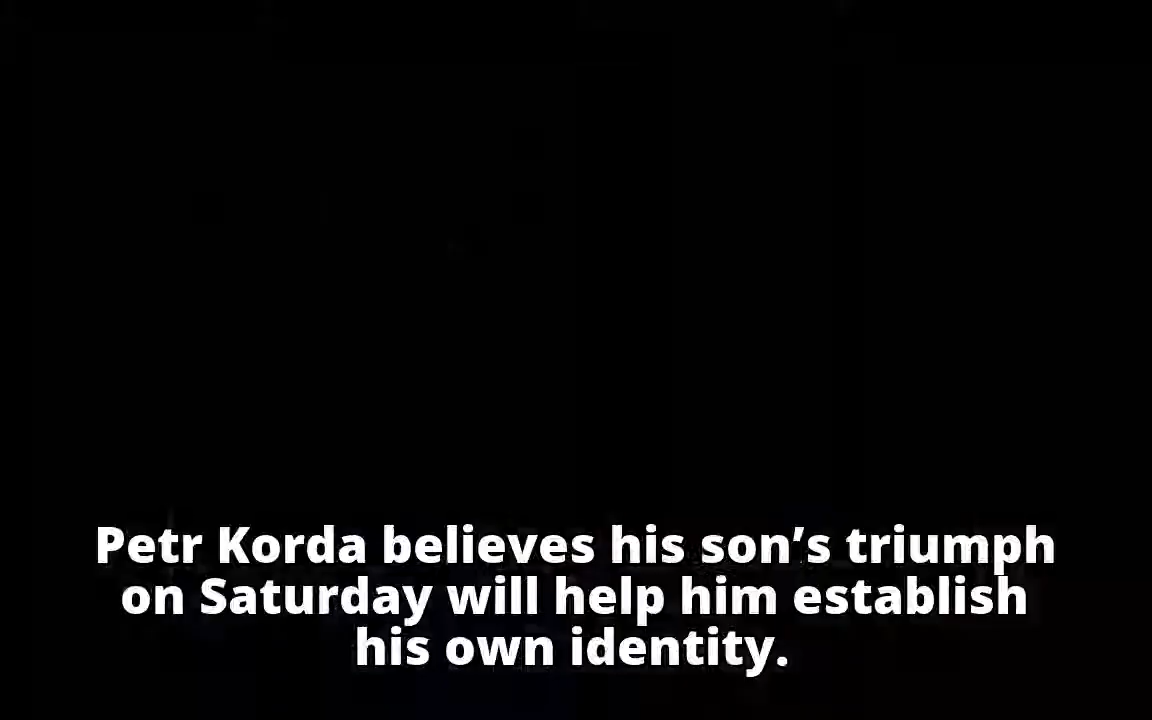 Petr Korda believes his son’s triumph
on Saturday will help him establish
his own identity.